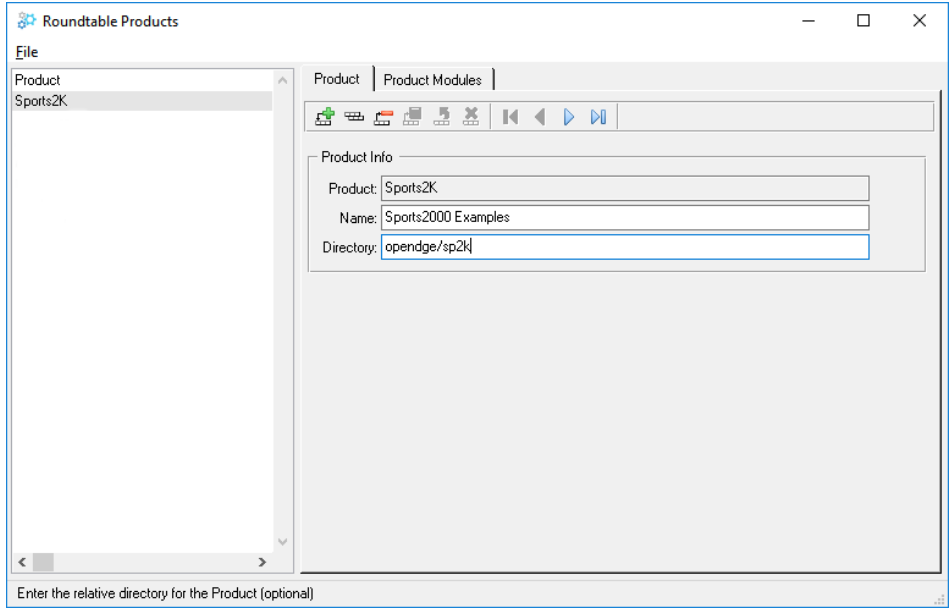 Roundtable Products
File
Product
Sports2K
Product
Product Modules
Product Info
Product: Sports2K
Name: Sports2000 Examples
Directory: opendge/sp2k
Enter the relative directory for the Product (optional)